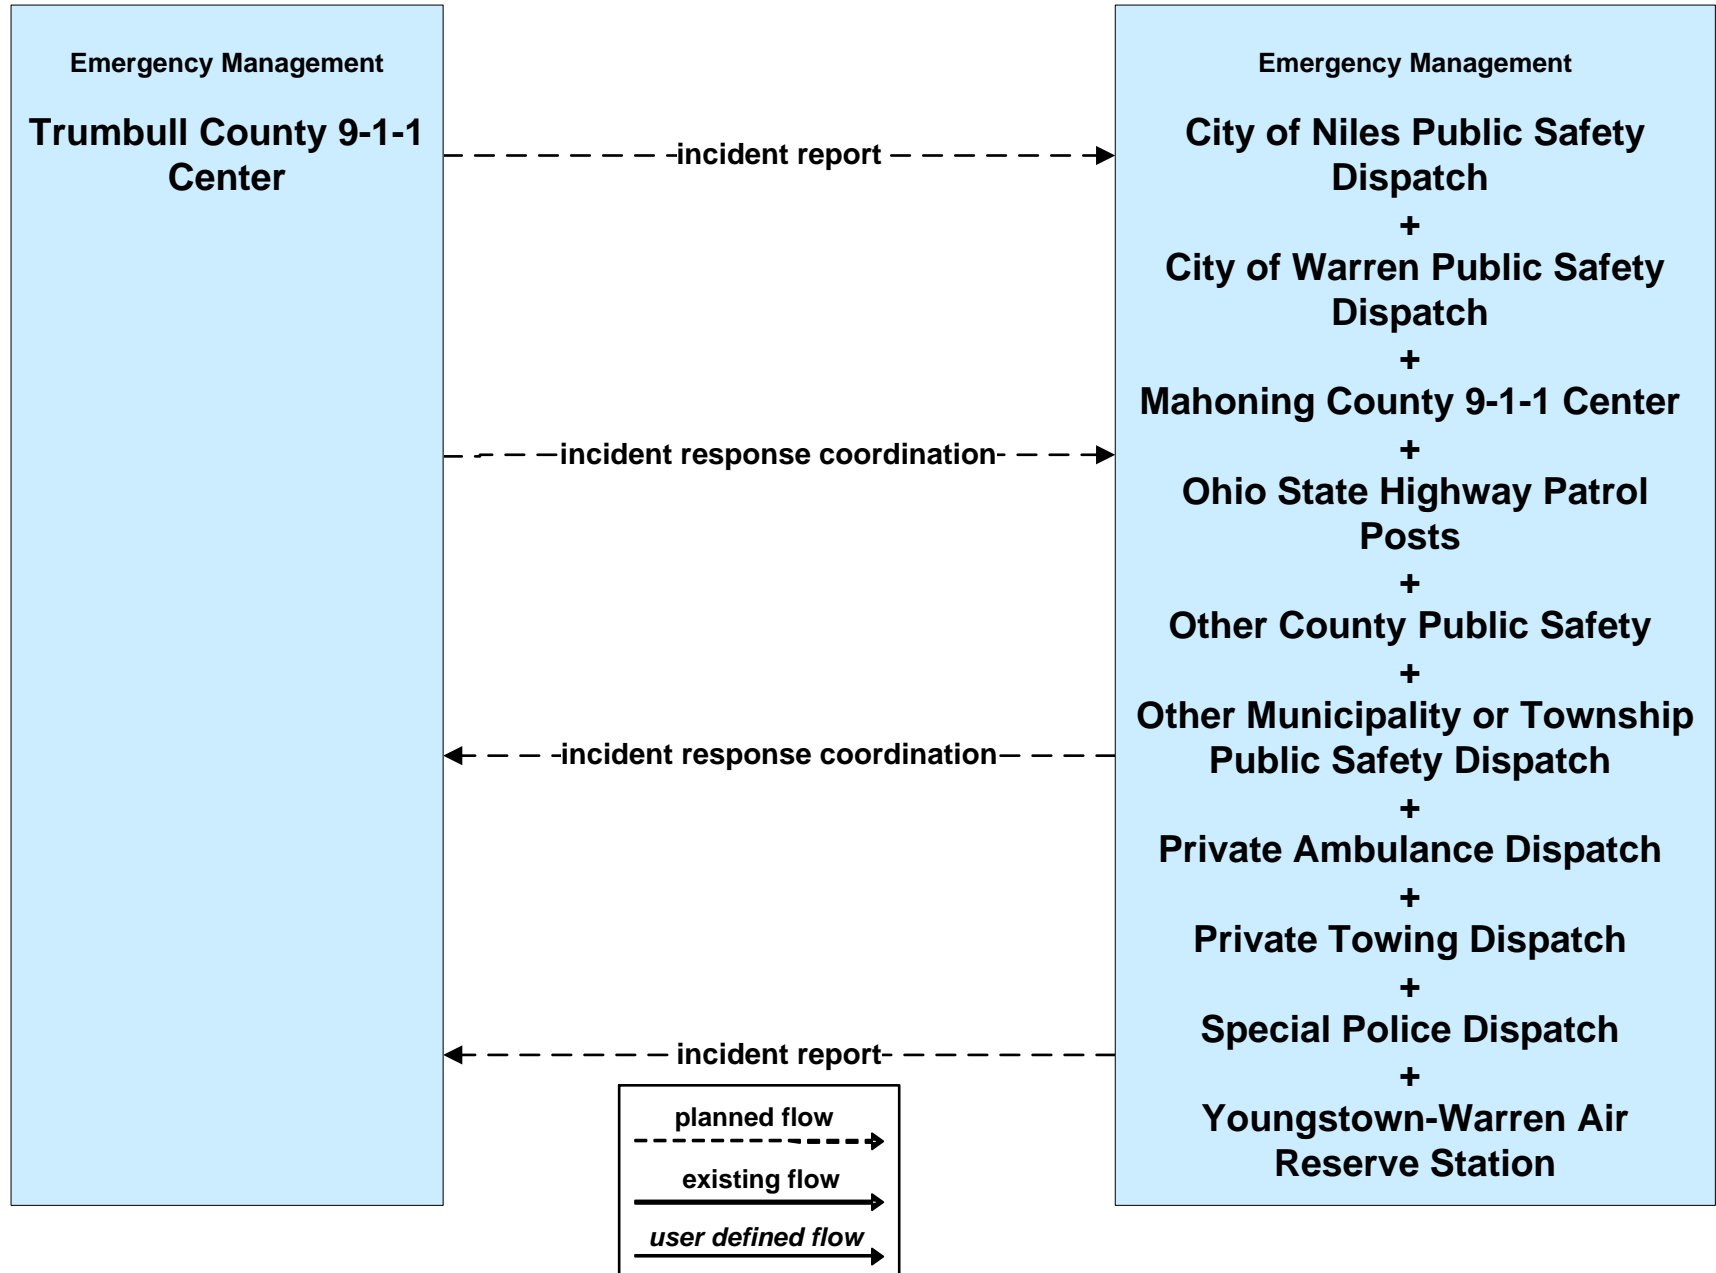 Emergency Management
Trumbull County 9-1-1
Center
incident report
incident response coordination
incident response coordination
incident report
Emergency Management
City of Niles Public Safety
Dispatch
+
City of Warren Public Safety
Dispatch
+
Mahoning County 9-1-1 Center
+
Ohio State Highway Patrol
Posts
+
Other County Public Safety
+
Other Municipality or Township
Public Safety Dispatch
+
Private Ambulance Dispatch
+
Private Towing Dispatch
+
Special Police Dispatch
+
Youngstown-Warren Air
Reserve Station
planned flow
existing flow
user defined flow